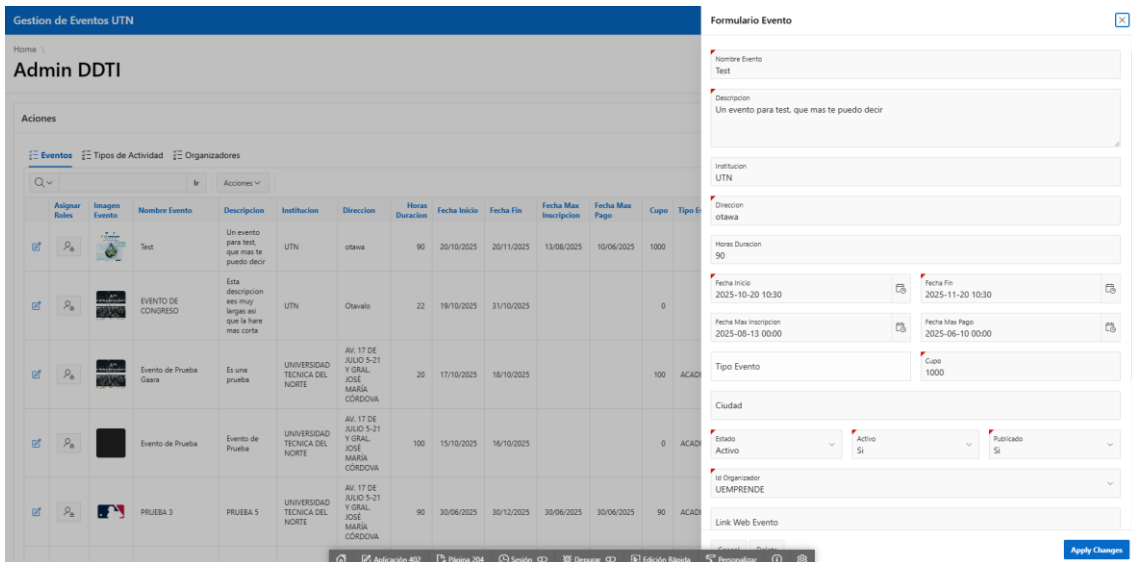 Gestion de Eventos UTN
Home \
Admin DDTI
Aciones
Eventos Tipos de Actividad Organizadores
Ir Acciones
Asignar Roles Imagen Evento Nombre Evento Descripcion Institucion Direccion Horas Duracion Fecha Inicio Fecha Fin Fecha Max Inscripcion Fecha Max Pago Cupo
Test Un evento para test, que mas te puedo decir UTN otawa 90 20/10/2025 20/11/2025 13/08/2025 10/06/2025 1000
EVENTO DE CONGRESO Esta descripcion ees muy largas asi que la hare mas corta UTN Otavalo 22 19/10/2025 31/10/2025 0
Evento de Prueba Gaara Es una prueba UNIVERSIDAD TECNICA DEL NORTE AV. 17 DE JULIO 5-21 Y GRAL. JOSÉ MARÍA CÓRDOVA 20 17/10/2025 18/10/2025 100
Evento de Prueba Evento de Prueba UNIVERSIDAD TECNICA DEL NORTE AV. 17 DE JULIO 5-21 Y GRAL. JOSÉ MARÍA CÓRDOVA 100 15/10/2025 16/10/2025 0
PRUEBA 3 PRUEBA 5 UNIVERSIDAD TECNICA DEL NORTE AV. 17 DE JULIO 5-21 Y GRAL. JOSÉ MARÍA CÓRDOVA 90 30/06/2025 30/12/2025 30/06/2025 30/06/2025 90
Formulario Evento
Nombre Evento
Test
Descripcion
Un evento para test, que mas te puedo decir
Institucion
UTN
Direccion
otawa
Horas Duracion
90
Fecha Inicio
2025-10-20 10:30
Fecha Fin
2025-11-20 10:30
Fecha Max Inscripcion
2025-08-13 00:00
Fecha Max Pago
2025-06-10 00:00
Tipo Evento
Cupo
1000
Ciudad
Estado
Activo
Activo
Si
Publicado
Si
Id Organizador
UEMPRENDE
Link Web Evento
Cancel Delete
Apply Changes
Aplicación 402 Página 204 Sesión Depurar Edición Rápida Personalizar